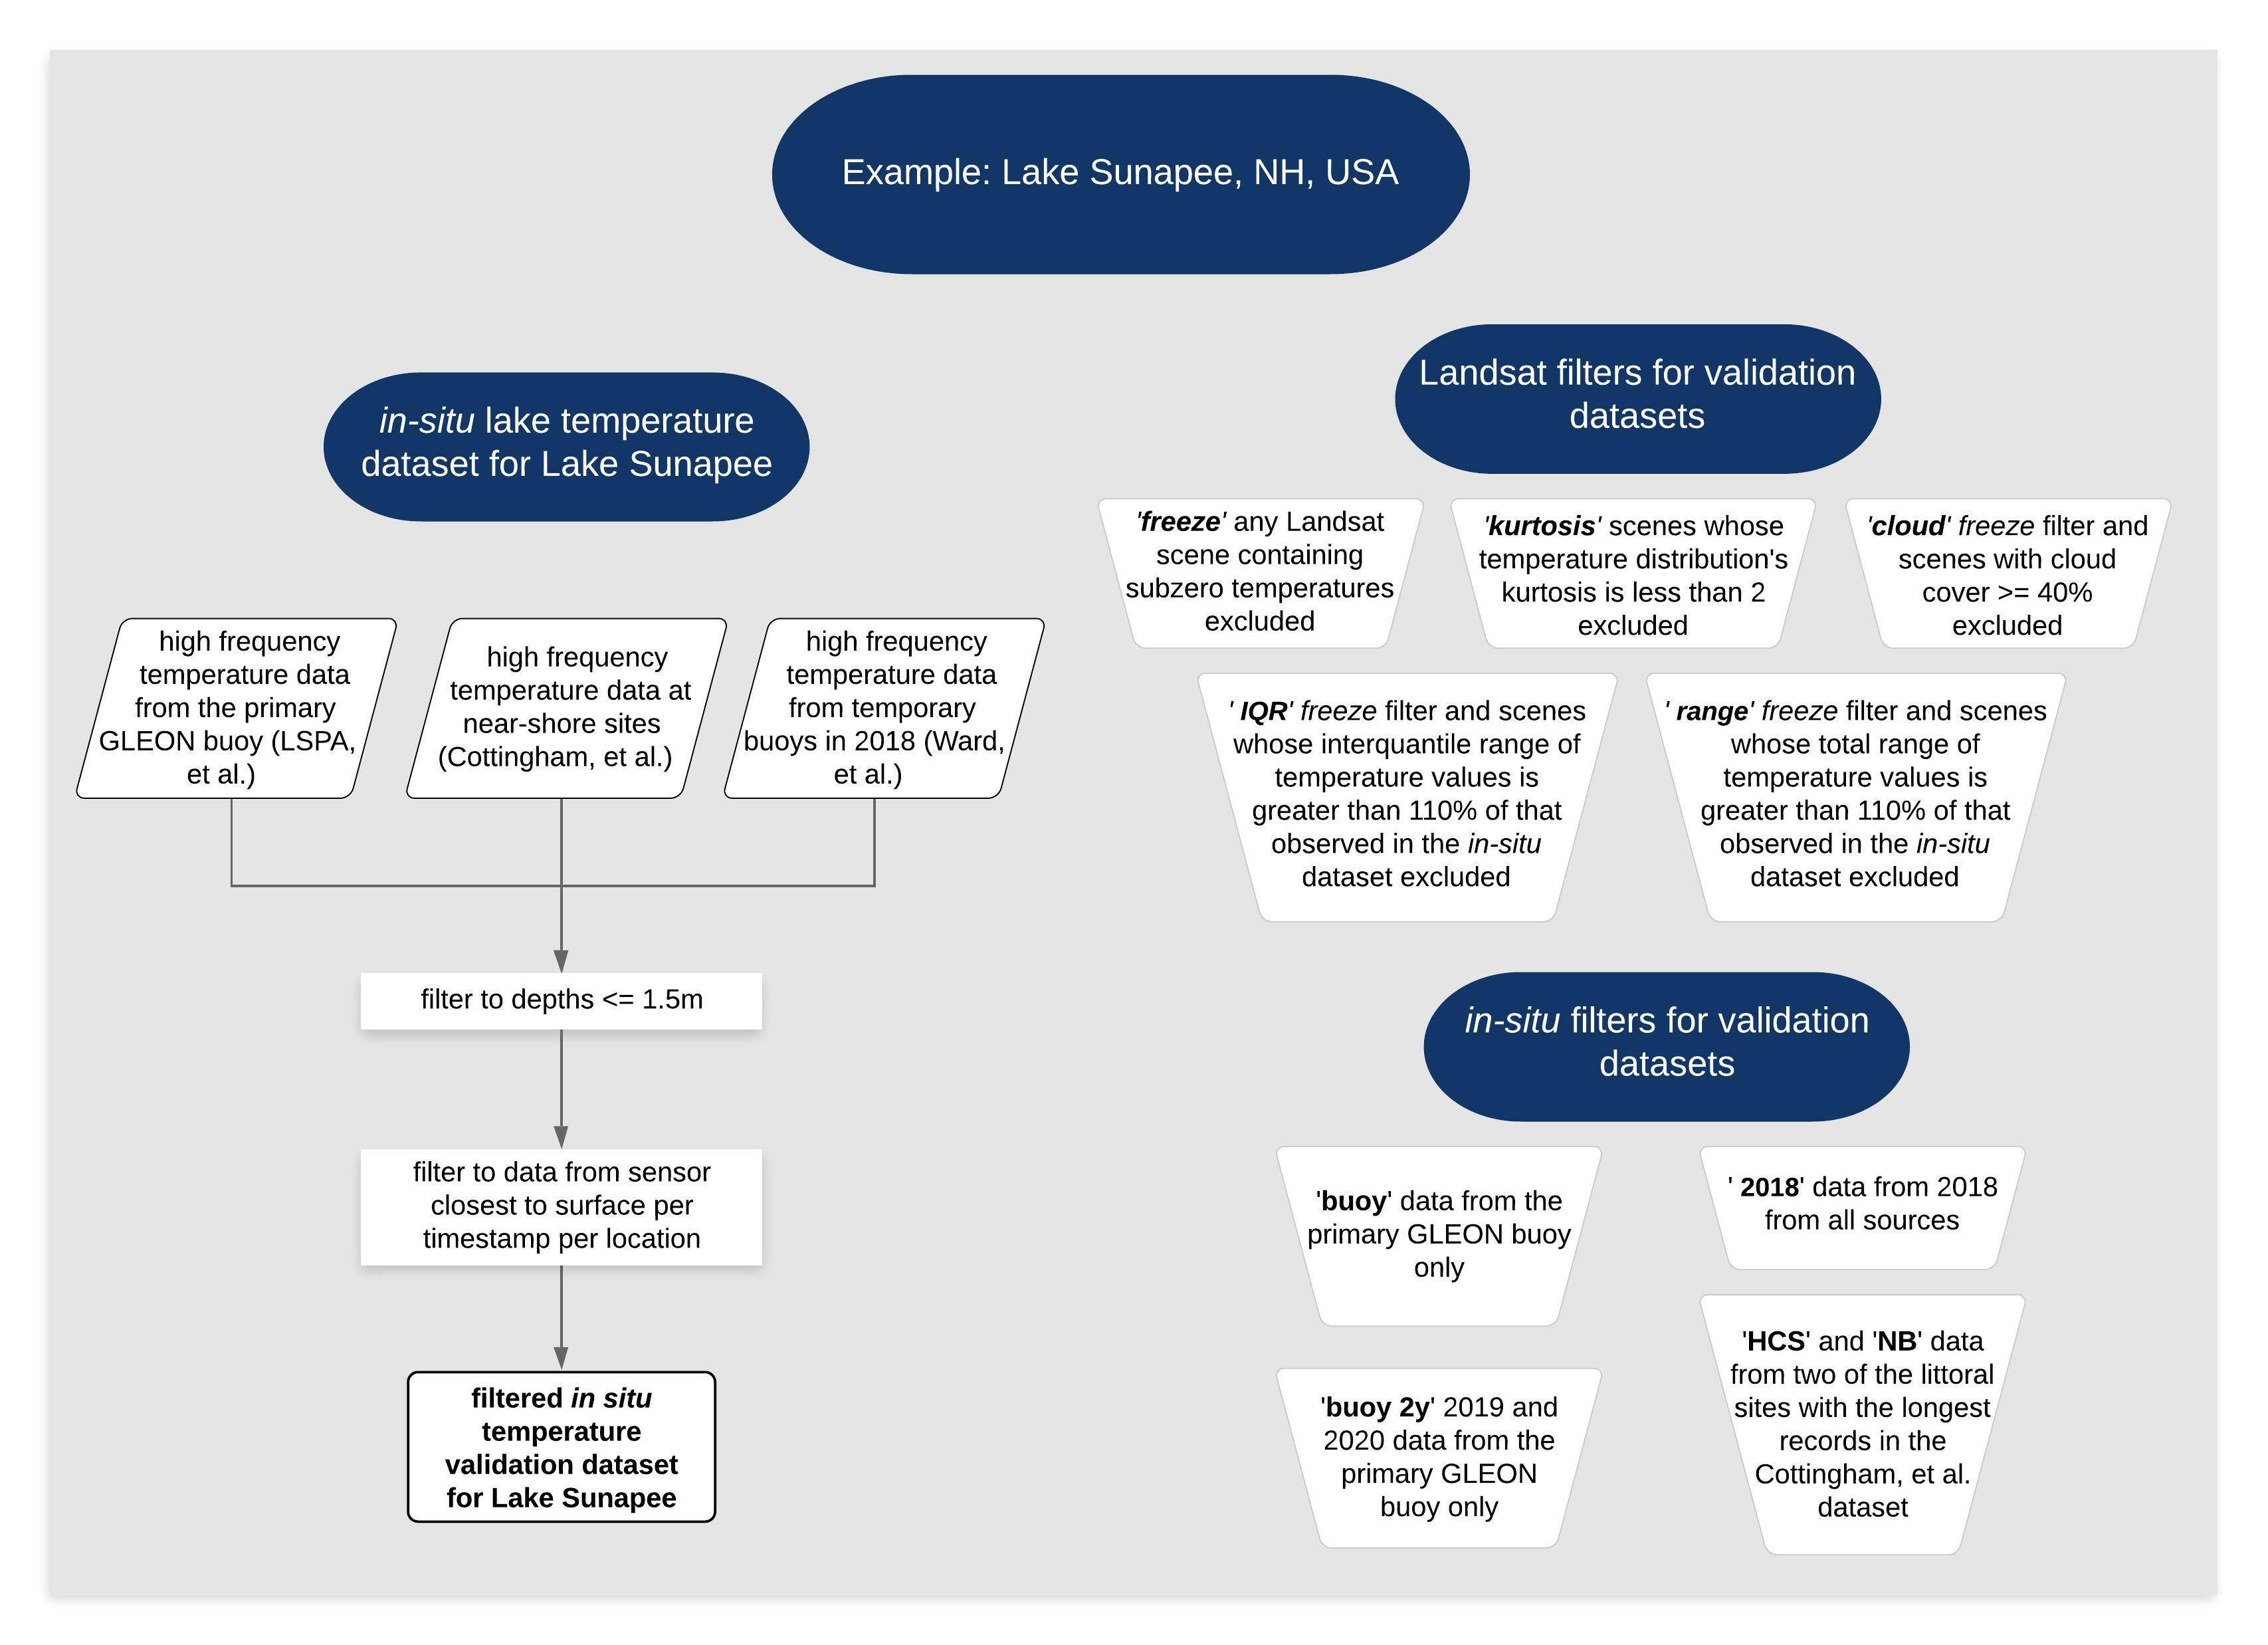 Example: Lake Sunapee, NH, USA
in-situ lake temperature
dataset for Lake Sunapee
high frequency
temperature data
from the primary
GLEON buoy (LSPA,
et al.)
high frequency
temperature data at
near-shore sites
(Cottingham, et al.)
high frequency
temperature data
from temporary
buoys in 2018 (Ward,
et al.)
filter to depths <= 1.5m
filter to data from sensor
closest to surface per
timestamp per location
filtered in situ
temperature
validation dataset
for Lake Sunapee
Landsat filters for validation
datasets
'freeze' any Landsat
scene containing
subzero temperatures
excluded
'kurtosis' scenes whose
temperature distribution's
kurtosis is less than 2
excluded
'cloud' freeze filter and
scenes with cloud
cover >= 40%
excluded
' IQR' freeze filter and scenes
whose interquantile range of
temperature values is
greater than 110% of that
observed in the in-situ
dataset excluded
' range' freeze filter and scenes
whose total range of
temperature values is
greater than 110% of that
observed in the in-situ
dataset excluded
in-situ filters for validation
datasets
'buoy' data from the
primary GLEON buoy
only
' 2018' data from 2018
from all sources
'buoy 2y' 2019 and
2020 data from the
primary GLEON
buoy only
'HCS' and 'NB' data
from two of the littoral
sites with the longest
records in the
Cottingham, et al.
dataset